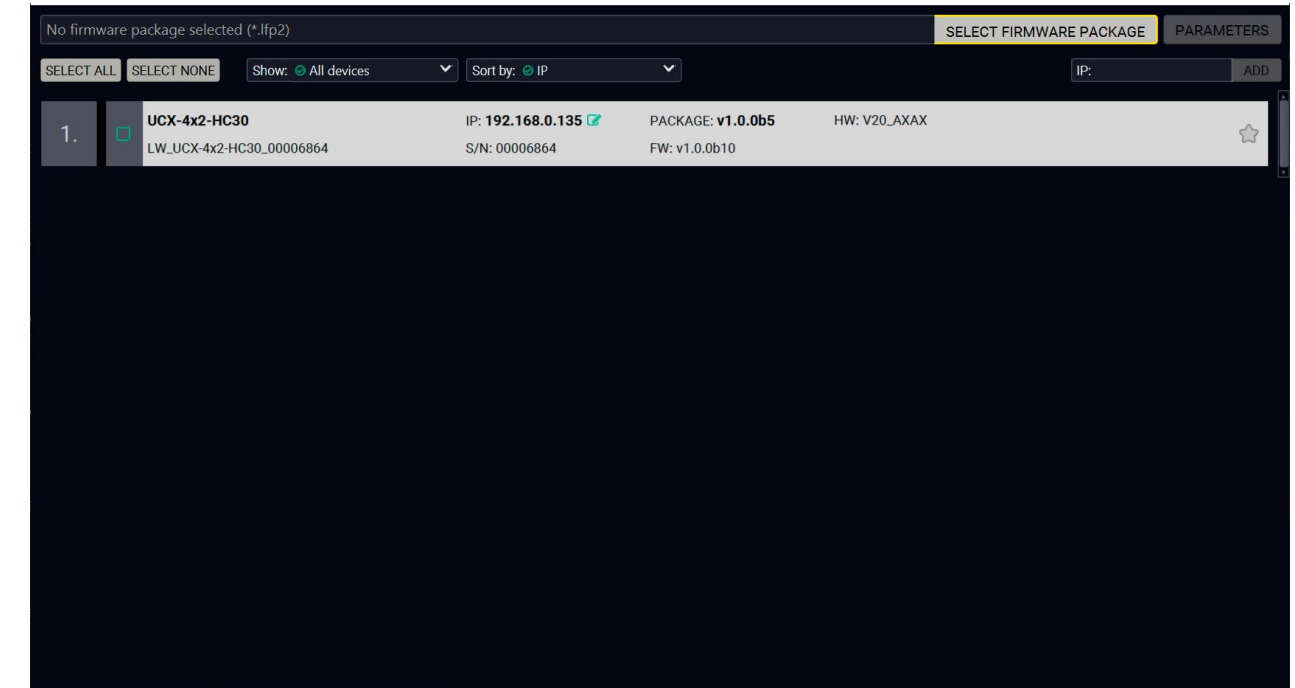 No firmware package selected (*.lfp2) SELECT FIRMWARE PACKAGE PARAMETERS
SELECT ALL SELECT NONE Show: All devices Sort by: IP IP: ADD
1. UCX-4x2-HC30 IP: 192.168.0.135 PACKAGE: v1.0.0b5 HW: V20_AXAX
LW_UCX-4x2-HC30_00006864 S/N: 00006864 FW: v1.0.0b10